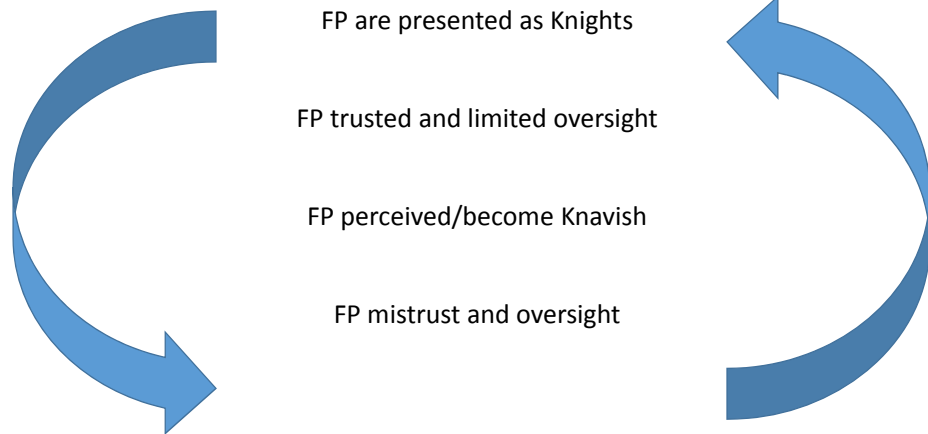 FP are presented as Knights
FP trusted and limited oversight
FP perceived/become Knavish
FP mistrust and oversight